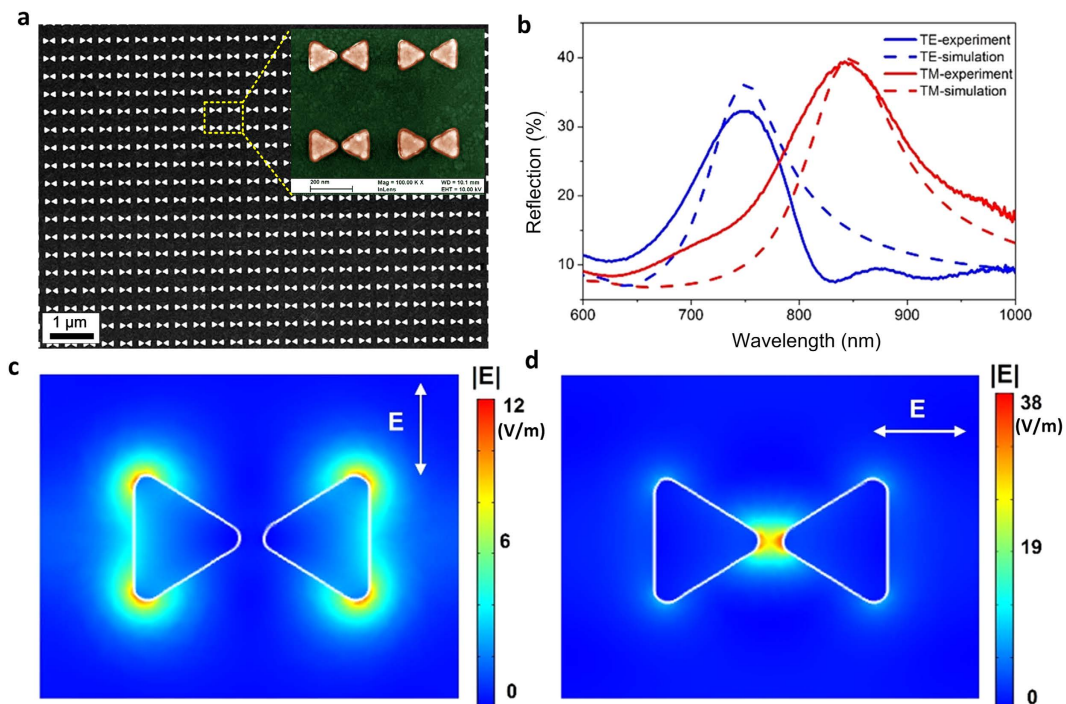 a
200 nm
Mag = 100.00 K X
WD = 10.1 mm
InLens
EHT = 10.00 kV
1 μm
b
TE-experiment
TE-simulation
TM-experiment
TM-simulation
Reflection (%)
40
30
20
10
600
700
800
900
1000
Wavelength (nm)
c
E
|E|
12
(V/m)
6
0
d
E
|E|
38
(V/m)
19
0